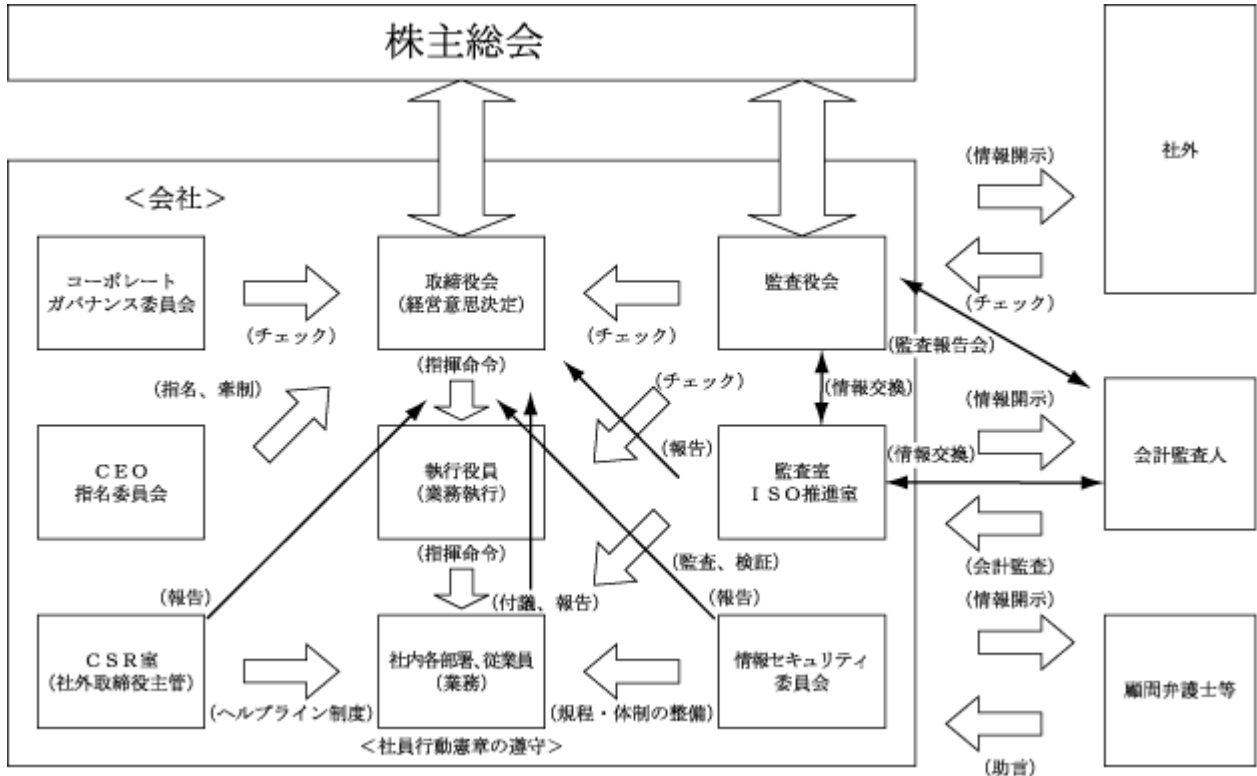 株主総会
社外
(情報開示)
<会社>
コーポレート
ガバナンス委員会
取締役会
(経営意思決定)
監査役会
(チェック)
(チェック)
(チェック)
(監査報告会)
(指揮命令)
(チェック)
(指名、牽制)
(情報交換)
(情報開示)
CEO
指名委員会
執行役員
(業務執行)
(報告)
監査室
ISO推進室
(情報交換)
会計監査人
(指揮命令)
(監査、検証)
(会計監査)
(報告)
(付議、報告)
(報告)
(情報開示)
CSR室
(社外取締役主管)
社内各部署、従業員
(業務)
情報セキュリティ
委員会
顧問弁護士等
(ヘルプライン制度)
(規程・体制の整備)
<社員行動憲章の遵守>
(助言)